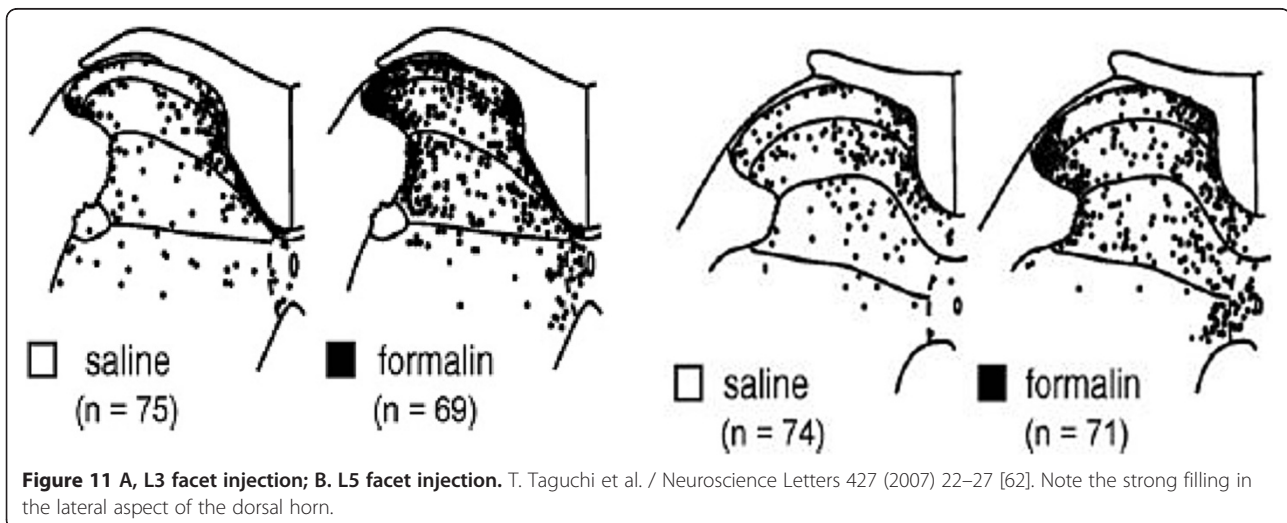 saline
(n = 75)
formalin
(n = 69)
saline
(n = 74)
formalin
(n = 71)
Figure 11 A, L3 facet injection; B. L5 facet injection. T. Taguchi et al. / Neuroscience Letters 427 (2007) 22–27 [62]. Note the strong filling in
the lateral aspect of the dorsal horn.